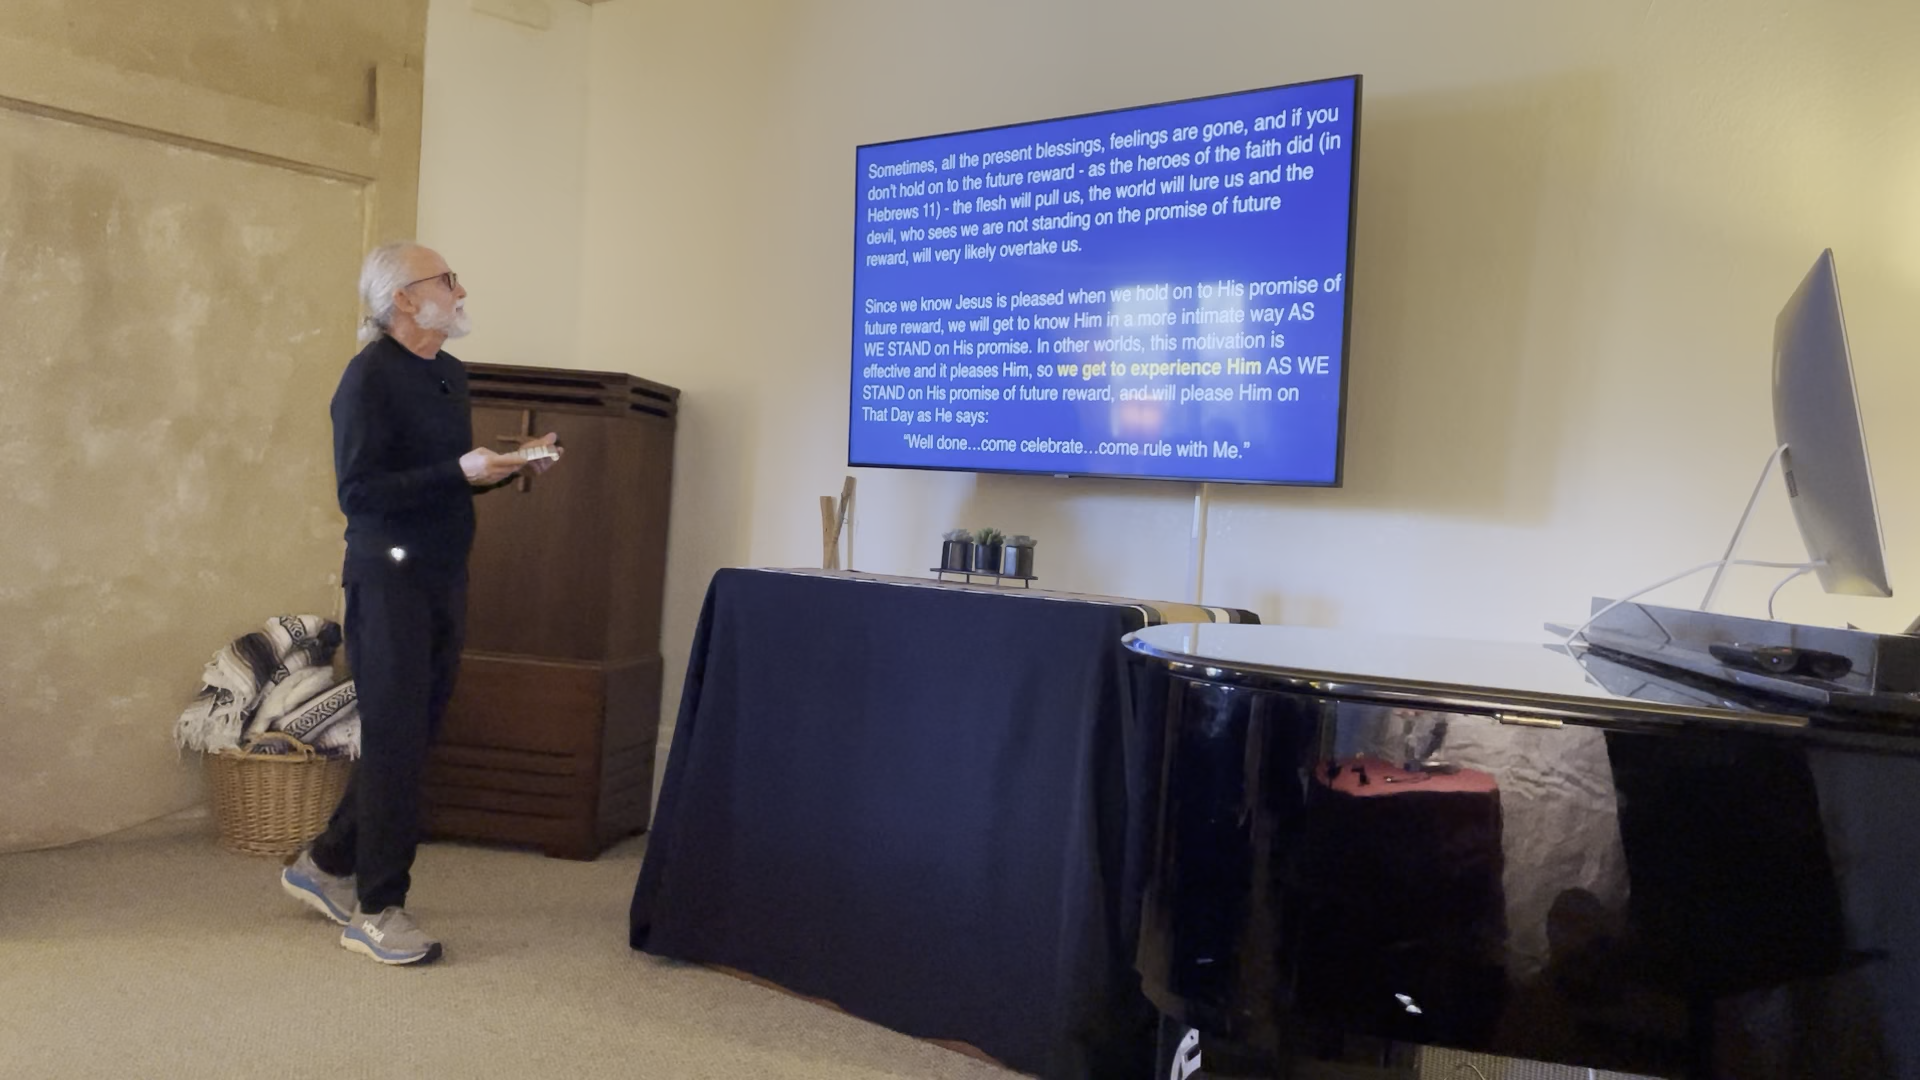 Sometimes, all the present blessings, feelings are gone, and if you
don't hold on to the future reward - as the heroes of the faith did (in
Hebrews 11) - the flesh will pull us, the world will lure us and the
devil, who sees we are not standing on the promise of future
reward, will very likely overtake us.
Since we know Jesus is pleased when we hold on to His promise of
future reward, we will get to know Him in a more intimate way AS
WE STAND on His promise. In other worlds, this motivation is
effective and it pleases Him, so we get to experience Him AS WE
STAND on His promise of future reward, and will please Him on
That Day as He says:
“Well done...come celebrate...come rule with Me.”
HOKA